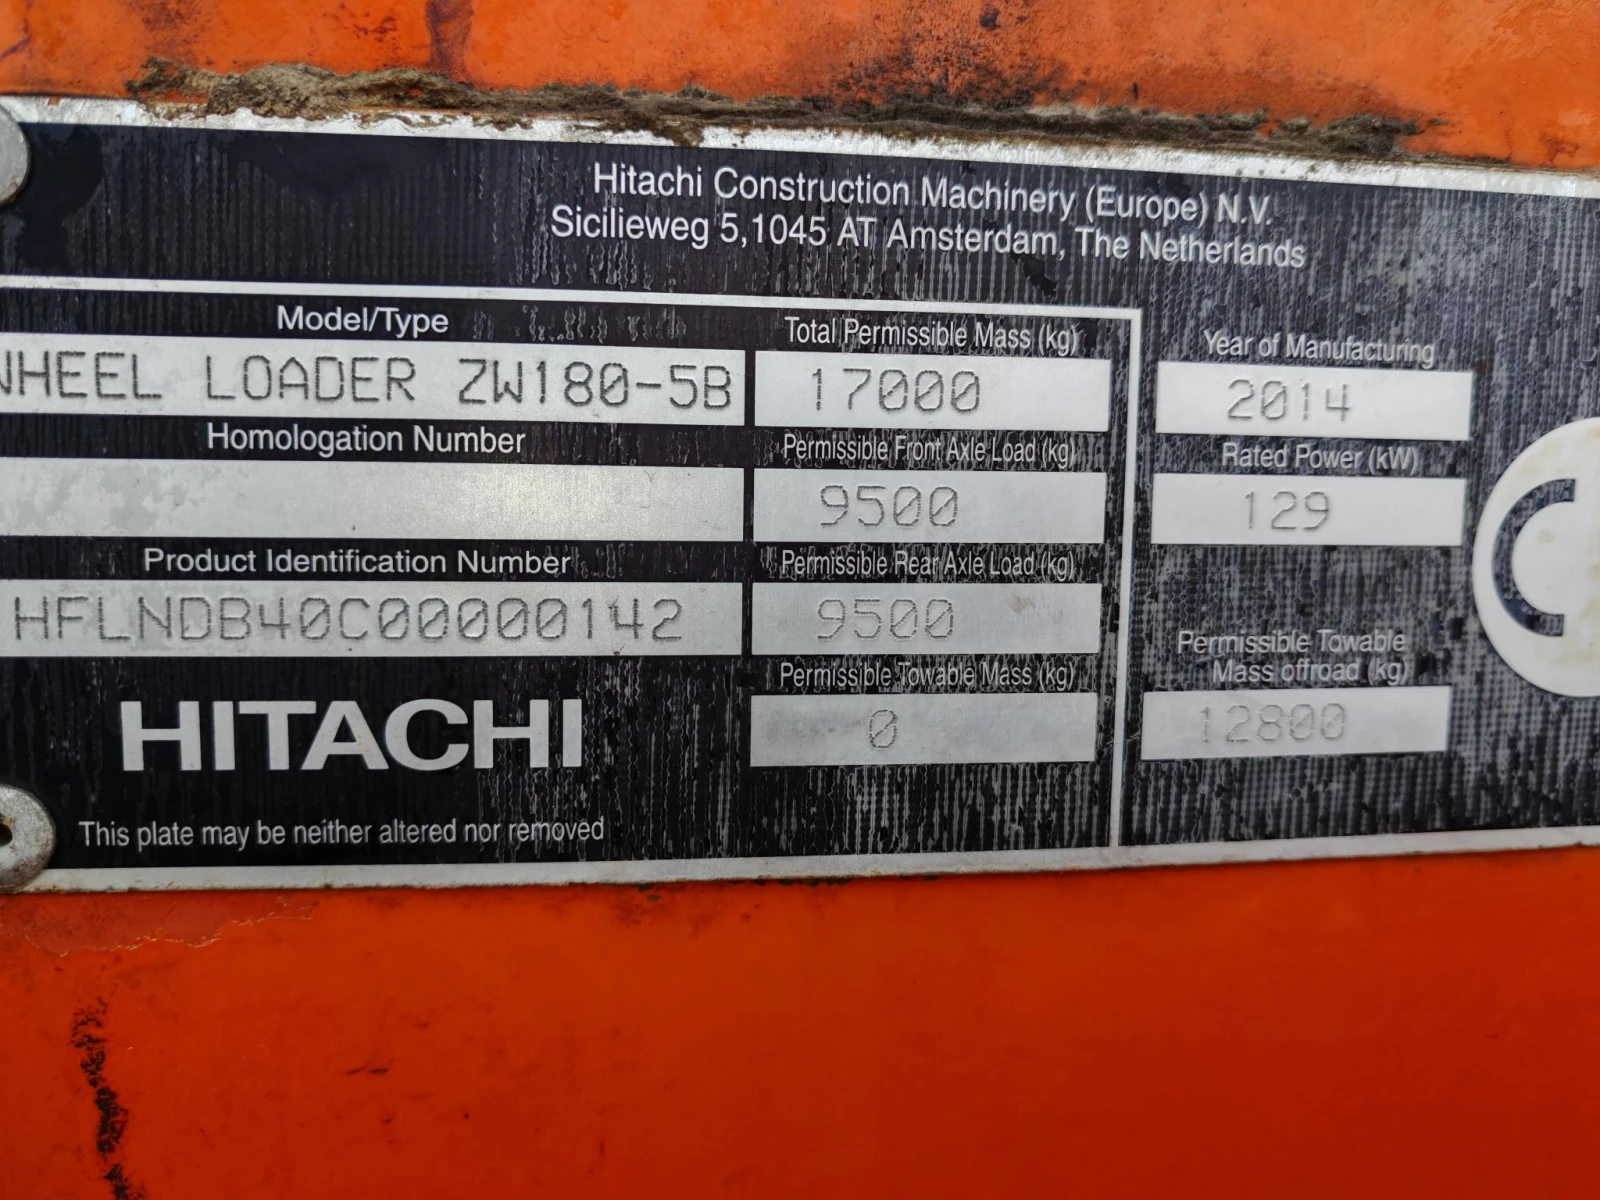 Hitachi Construction Machinery (Europe) N.V.
Sicilieweg 5, 1045 AT Amsterdam, The Netherlands
Model/Type
WHEEL LOADER ZW180-5B
Homologation Number
Product Identification Number
HFLNDB40C00000142
HITACHI
This plate may be neither altered nor removed
Total Permissible Mass (kg)
17000
Permissible Front Axle Load (kg)
9500
Permissible Rear Axle Load (kg)
9500
Permissible Towable Mass (kg)
0
Year of Manufacturing
2014
Rated Power (kW)
129
Permissible Towable
Mass offroad (kg)
12800
C